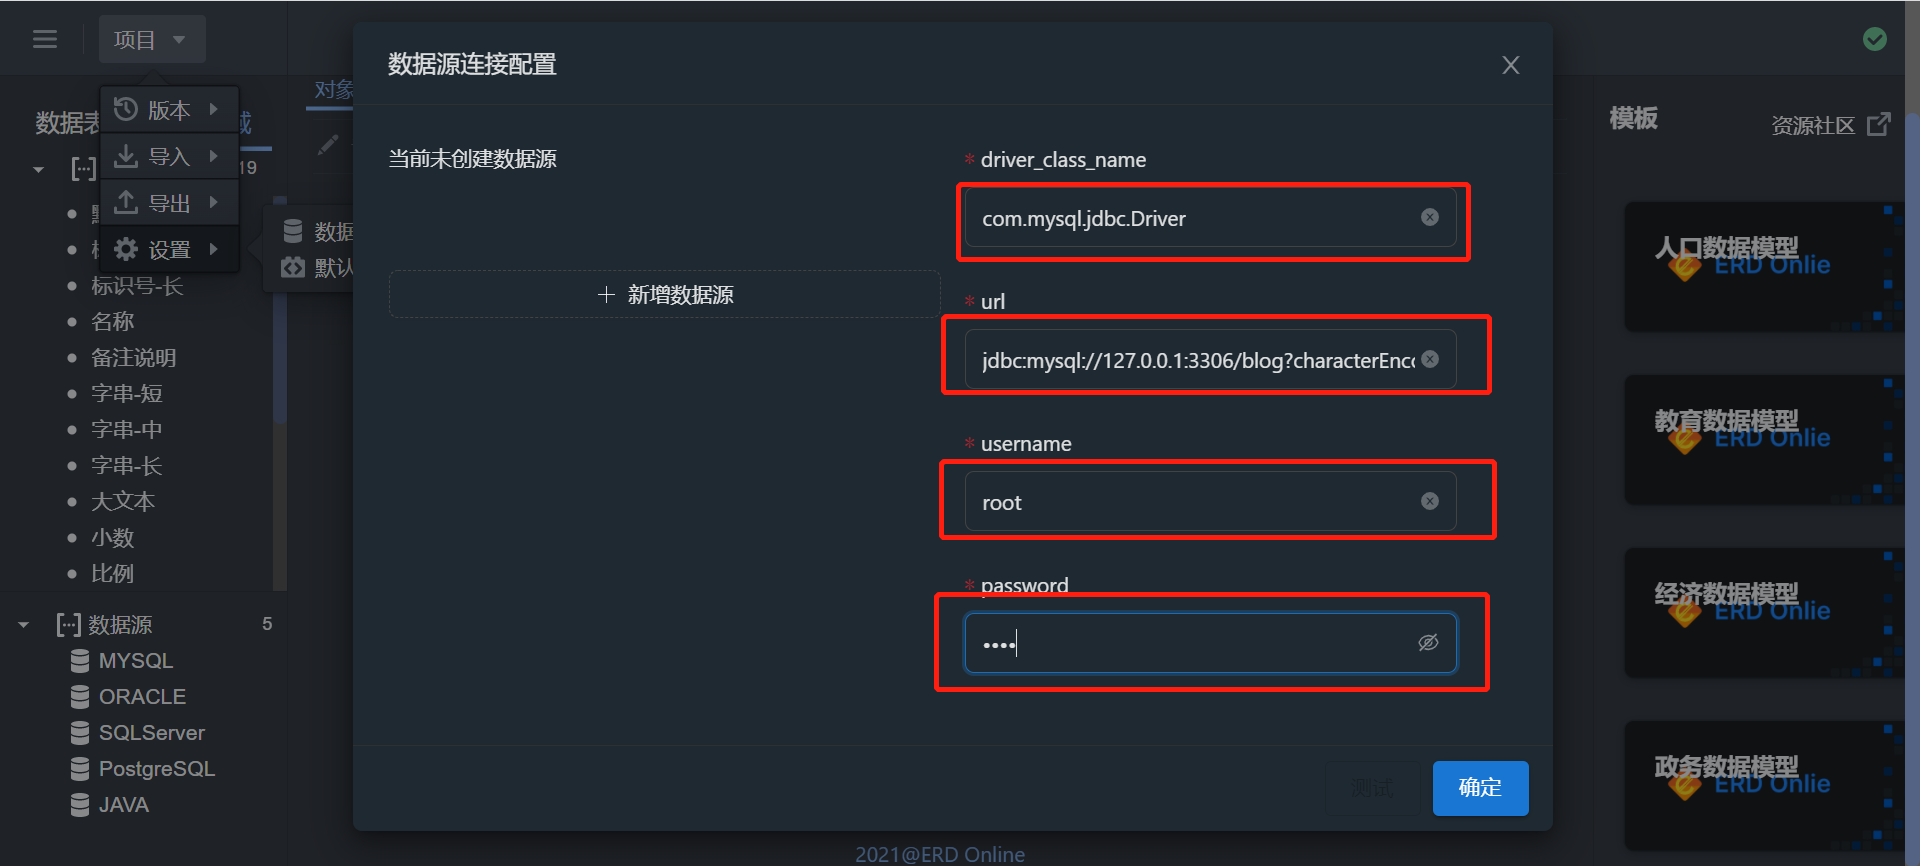 项目
数据源连接配置
X
对象
数据表
域
版本
导入
导出
设置
19
数据
默认
标识号-长
名称
备注说明
字串-短
字串-中
字串-长
大文本
小数
比例
[···] 数据源 5
MYSQL
ORACLE
SQLServer
PostgreSQL
JAVA
当前未创建数据源
+ 新增数据源
* driver_class_name
com.mysql.jdbc.Driver
* url
jdbc:mysql://127.0.0.1:3306/blog?characterEnc
* username
root
* password
••••
测试
确定
模板
资源社区
人口数据模型
ERD Onlie
教育数据模型
ERD Onlie
经济数据模型
ERD Onlie
政务数据模型
ERD Onlie
2021@ERD Online